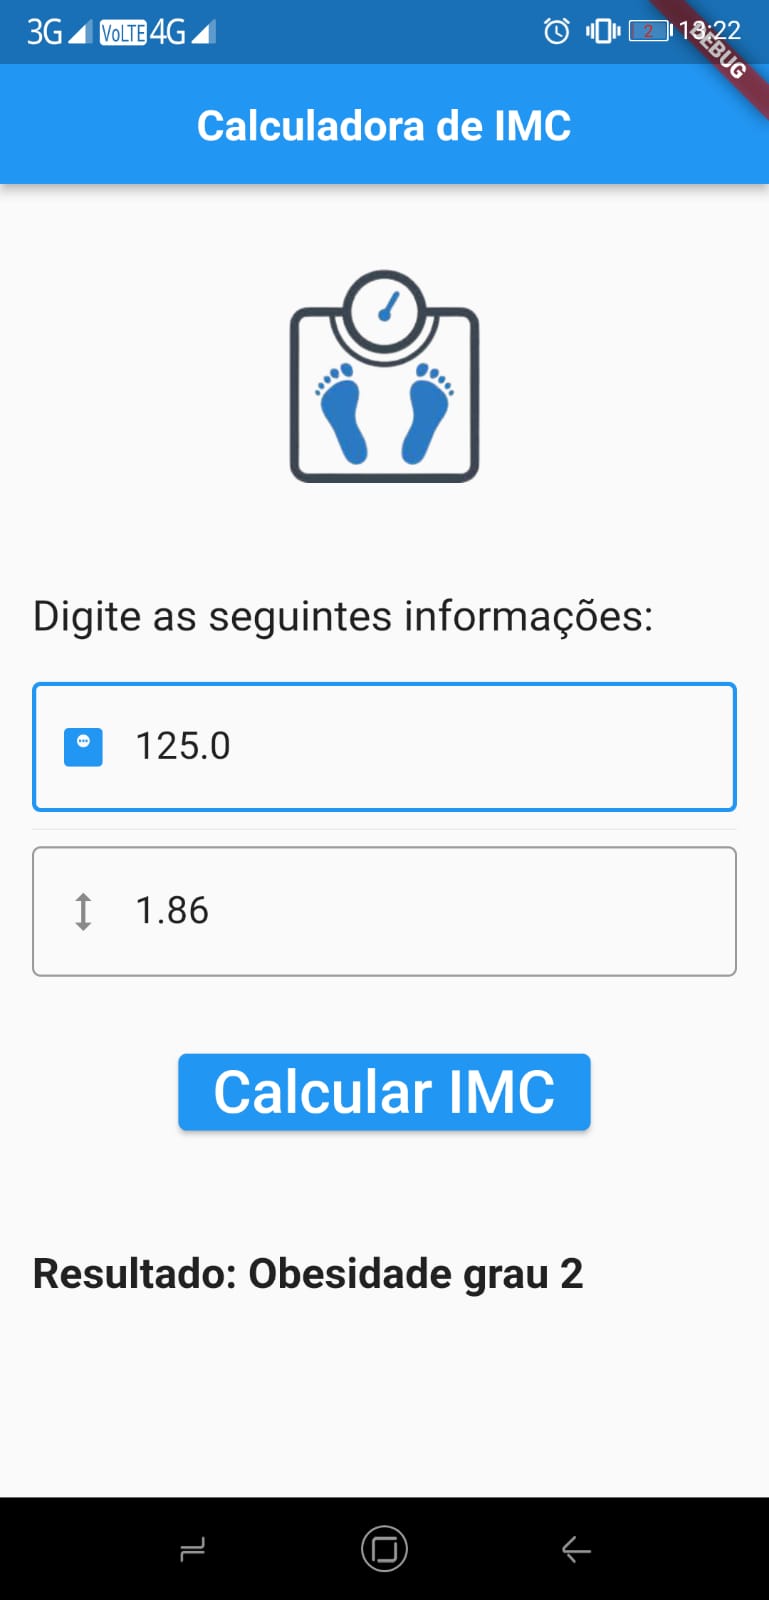 3G VoLTE 4G 2 13:22
DEBUG
Calculadora de IMC
Digite as seguintes informações:
125.0
1.86
Calcular IMC
Resultado: Obesidade grau 2